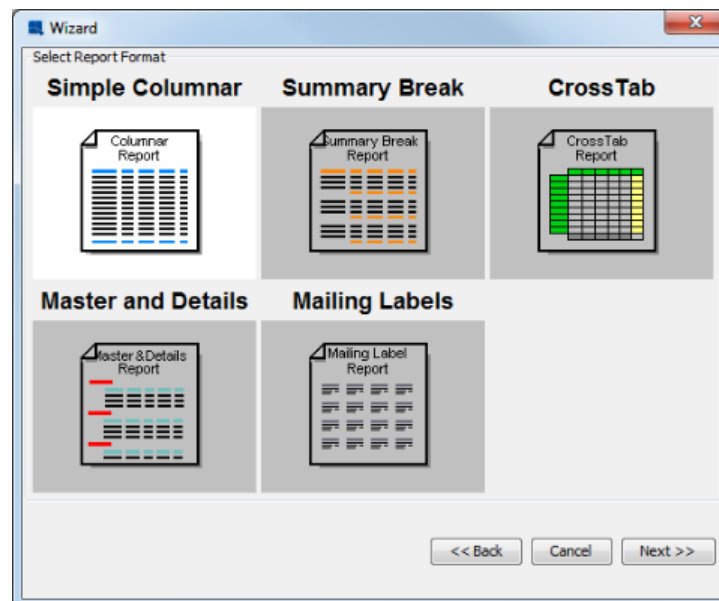 Wizard
Select Report Format
Simple Columnar Summary Break CrossTab
Columnar
Report
Summary Break
Report
CrossTab
Report
Master and Details Mailing Labels
Master &Details
Report
Mailing Label
Report
<< Back Cancel Next >>